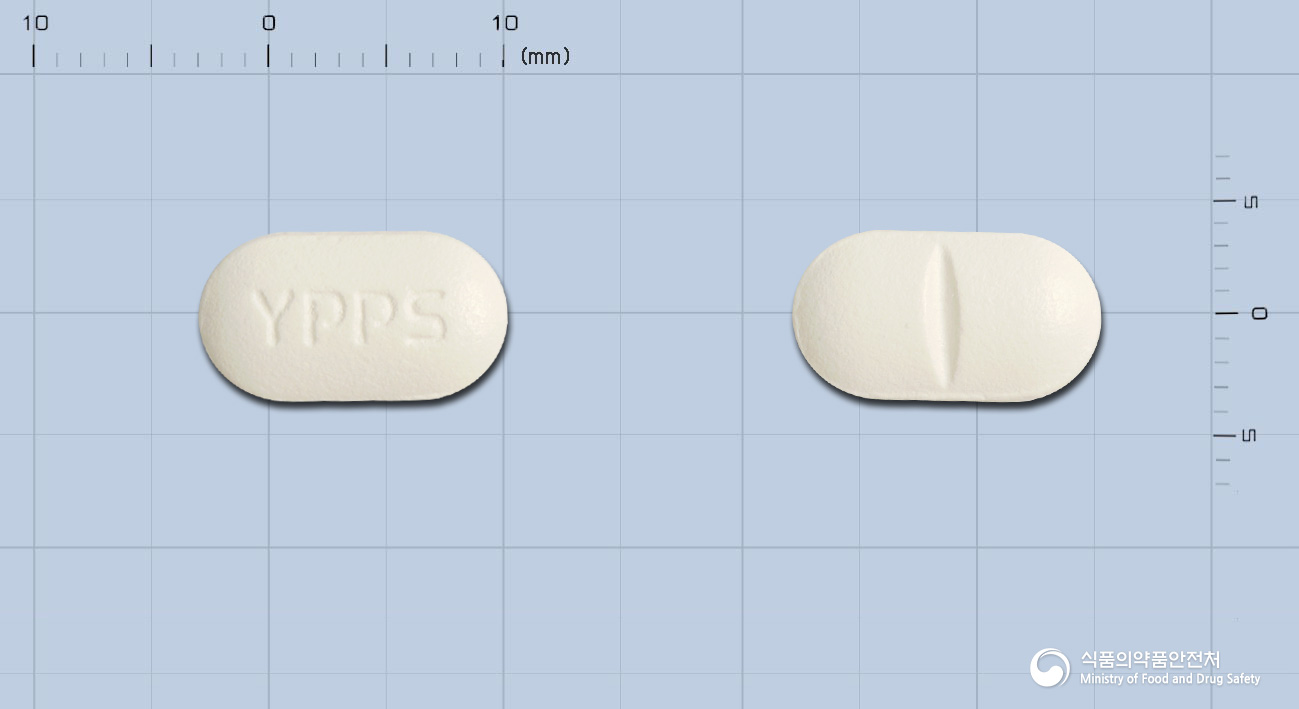 10 0 10
(mm)
YPPS
5
0
5
식품의약품안전처
Ministry of Food and Drug Safety